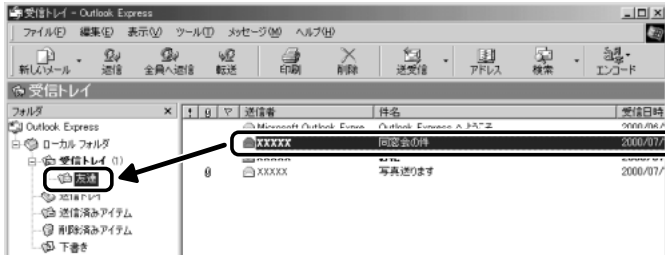 受信トレイ - Outlook Express
ファイル(F) 編集(E) 表示(V) ツール(T) メッセージ(M) ヘルプ(H)
新しいメール 返信 全員へ返信 転送 印刷 削除 送受信 アドレス 検索 エンコード
受信トレイ
フォルダ × ! 送信者 件名 受信日時
Outlook Express Microsoft Outlook Expre Outlook Express へようこそ 2000/06/
ローカル フォルダ XXXXX 同窓会の件 2000/07/
受信トレイ (1) 2000/07/
友達 XXXXX 写真送ります 2000/07/
送信トレイ
送信済みアイテム
削除済みアイテム
下書き